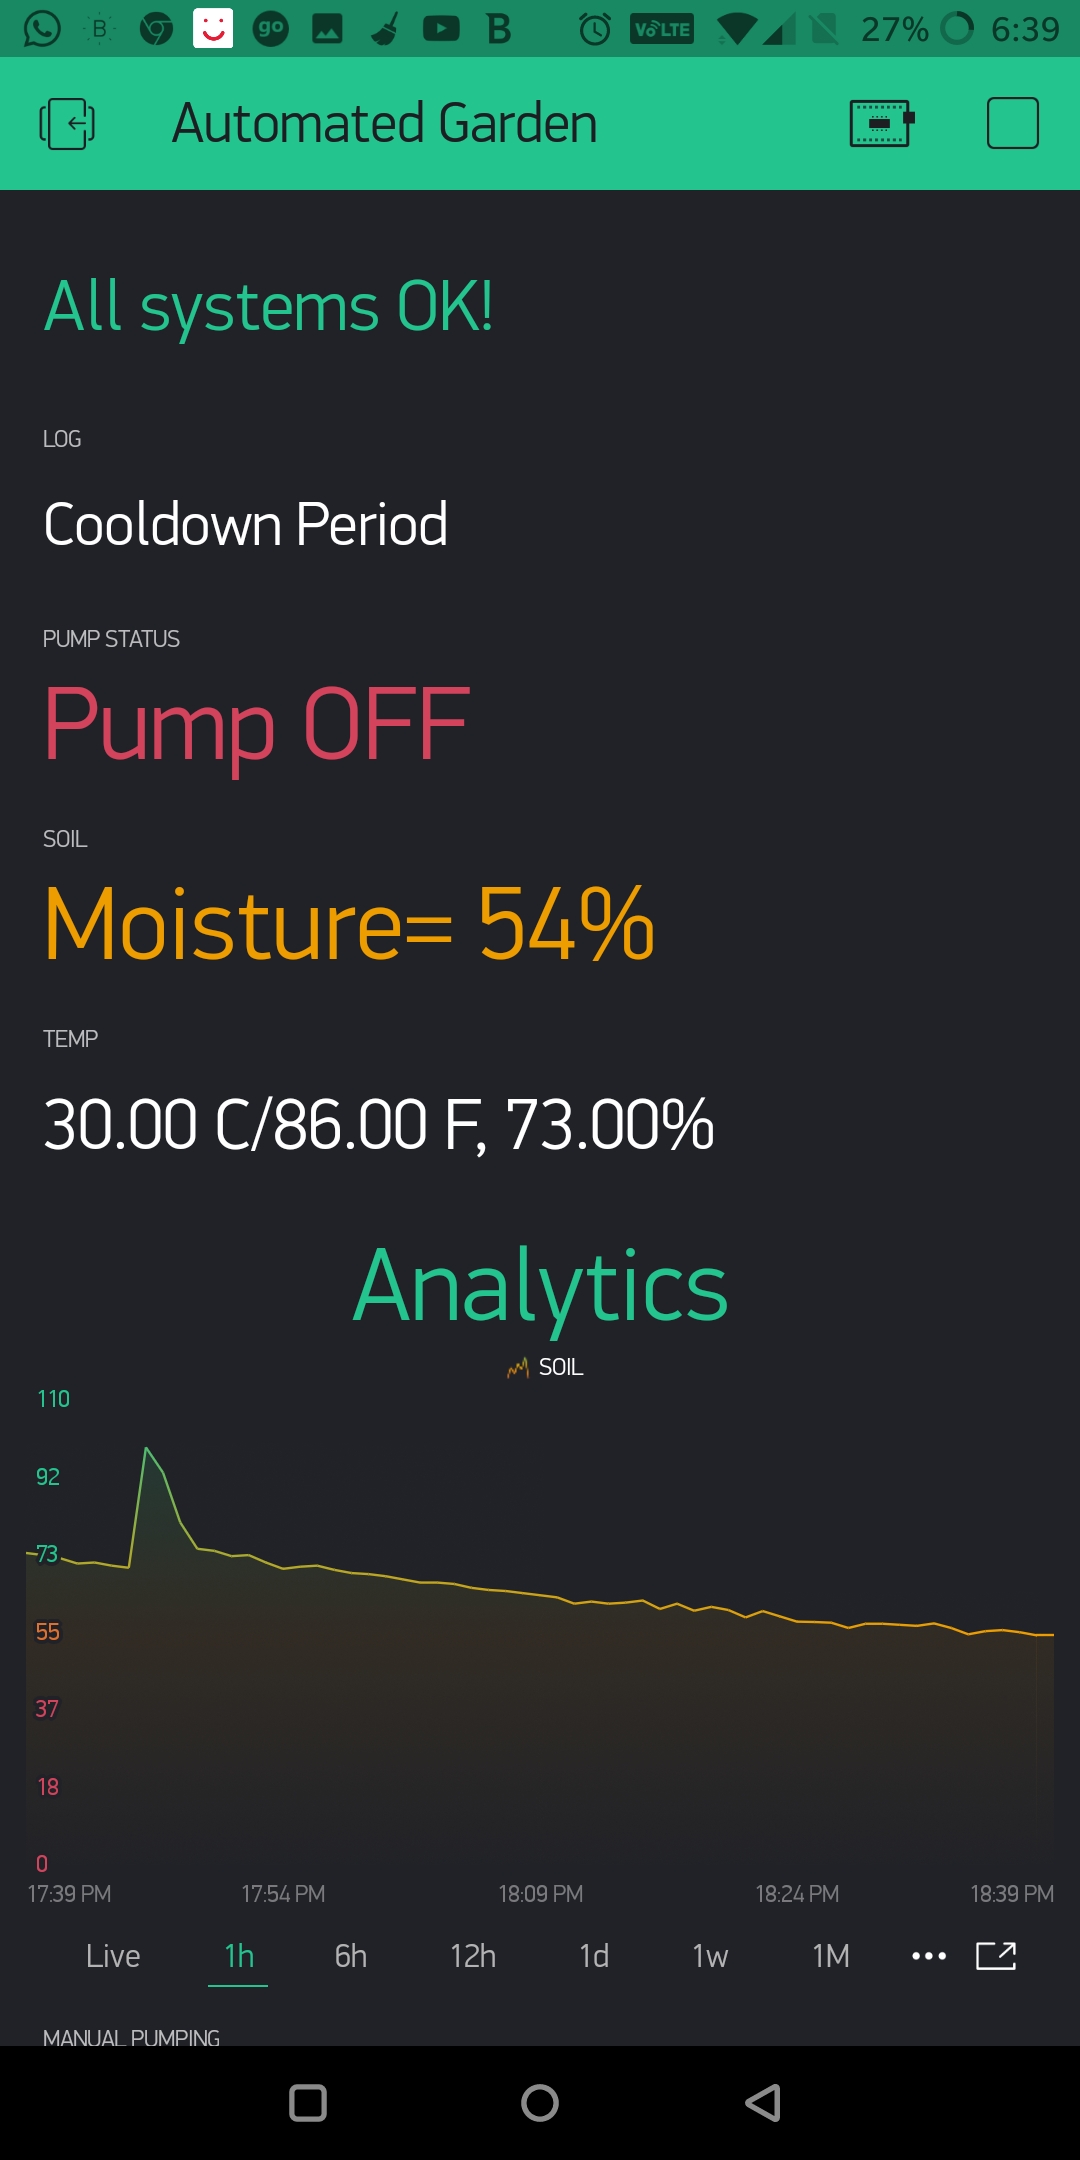 B go B Vo LTE 27% 6:39
Automated Garden
All systems OK!
LOG
Cooldown Period
PUMP STATUS
Pump OFF
SOIL
Moisture= 54%
TEMP
30.00 C/86.00 F, 73.00%
Analytics
SOIL
110
92
73
55
37
18
0
17:39 PM 17:54 PM 18:09 PM 18:24 PM 18:39 PM
Live 1h 6h 12h 1d 1w 1M
MANUAL PUMPING